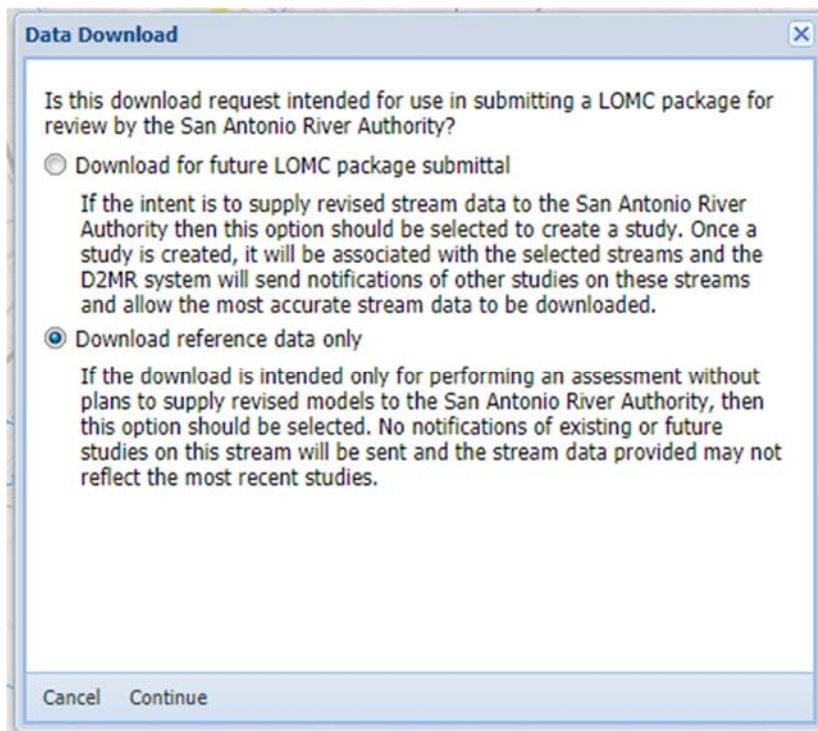 Data Download
Is this download request intended for use in submitting a LOMC package for
review by the San Antonio River Authority?
Download for future LOMC package submittal
If the intent is to supply revised stream data to the San Antonio River
Authority then this option should be selected to create a study. Once a
study is created, it will be associated with the selected streams and the
D2MR system will send notifications of other studies on these streams
and allow the most accurate stream data to be downloaded.
Download reference data only
If the download is intended only for performing an assessment without
plans to supply revised models to the San Antonio River Authority, then
this option should be selected. No notifications of existing or future
studies on this stream will be sent and the stream data provided may not
reflect the most recent studies.
Cancel Continue